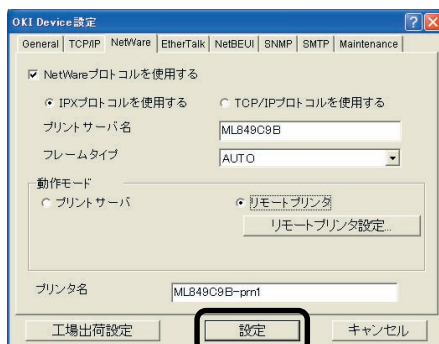 OKI Device設定
General TCP/IP NetWare EtherTalk NetBEUI SNMP SMTP Maintenance
NetWareプロトコルを使用する
IPXプロトコルを使用する TCP/IPプロトコルを使用する
プリントサーバ名 ML849C9B
フレームタイプ AUTO
動作モード
プリントサーバ リモートプリンタ
リモートプリンタ設定...
プリンタ名 ML849C9B-prn1
工場出荷設定 設定 キャンセル